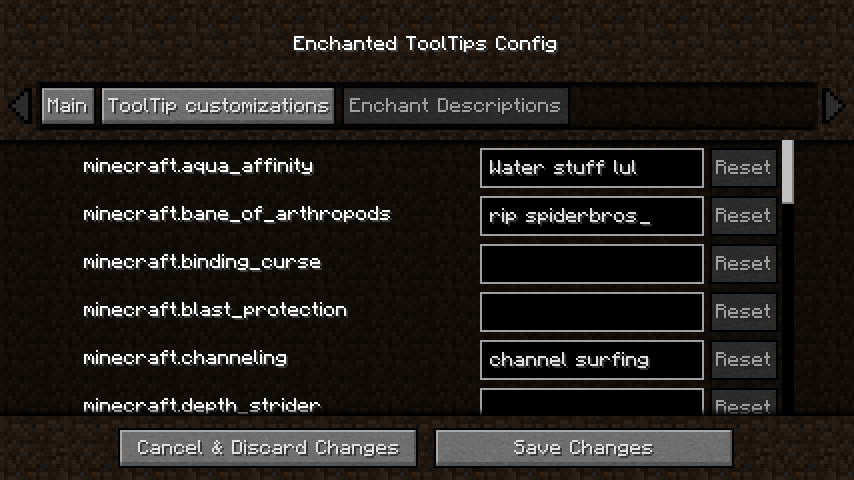 Enchanted ToolTips Config
Main ToolTip customizations Enchant Descriptions
minecraft.aqua_affinity Water stuff lul Reset
minecraft.bane_of_arthropods rip spiderbros_ Reset
minecraft.binding_curse Reset
minecraft.blast_protection Reset
minecraft.channeling channel surfing Reset
minecraft.depth_strider Reset
Cancel & Discard Changes Save Changes